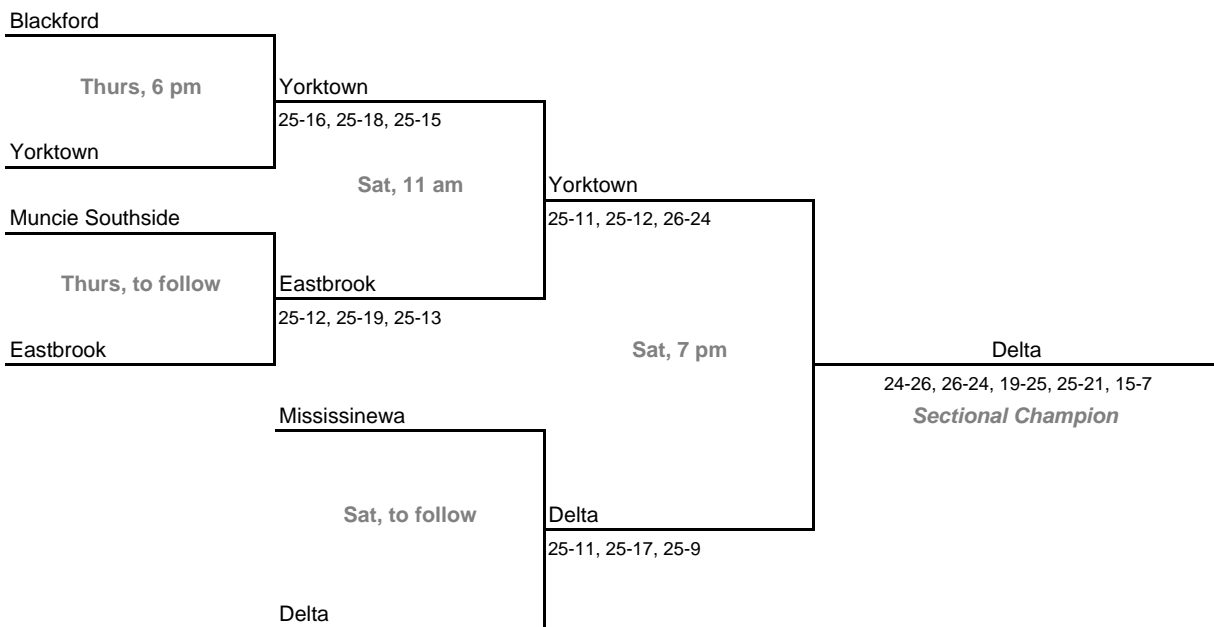 Blackford
Thurs, 6 pm
Yorktown
25-16, 25-18, 25-15
Yorktown
Sat, 11 am
Yorktown
25-11, 25-12, 26-24
Muncie Southside
Thurs, to follow
Eastbrook
25-12, 25-19, 25-13
Eastbrook
Sat, 7 pm
Delta
24-26, 26-24, 19-25, 25-21, 15-7
Sectional Champion
Mississinewa
Sat, to follow
Delta
25-11, 25-17, 25-9
Delta